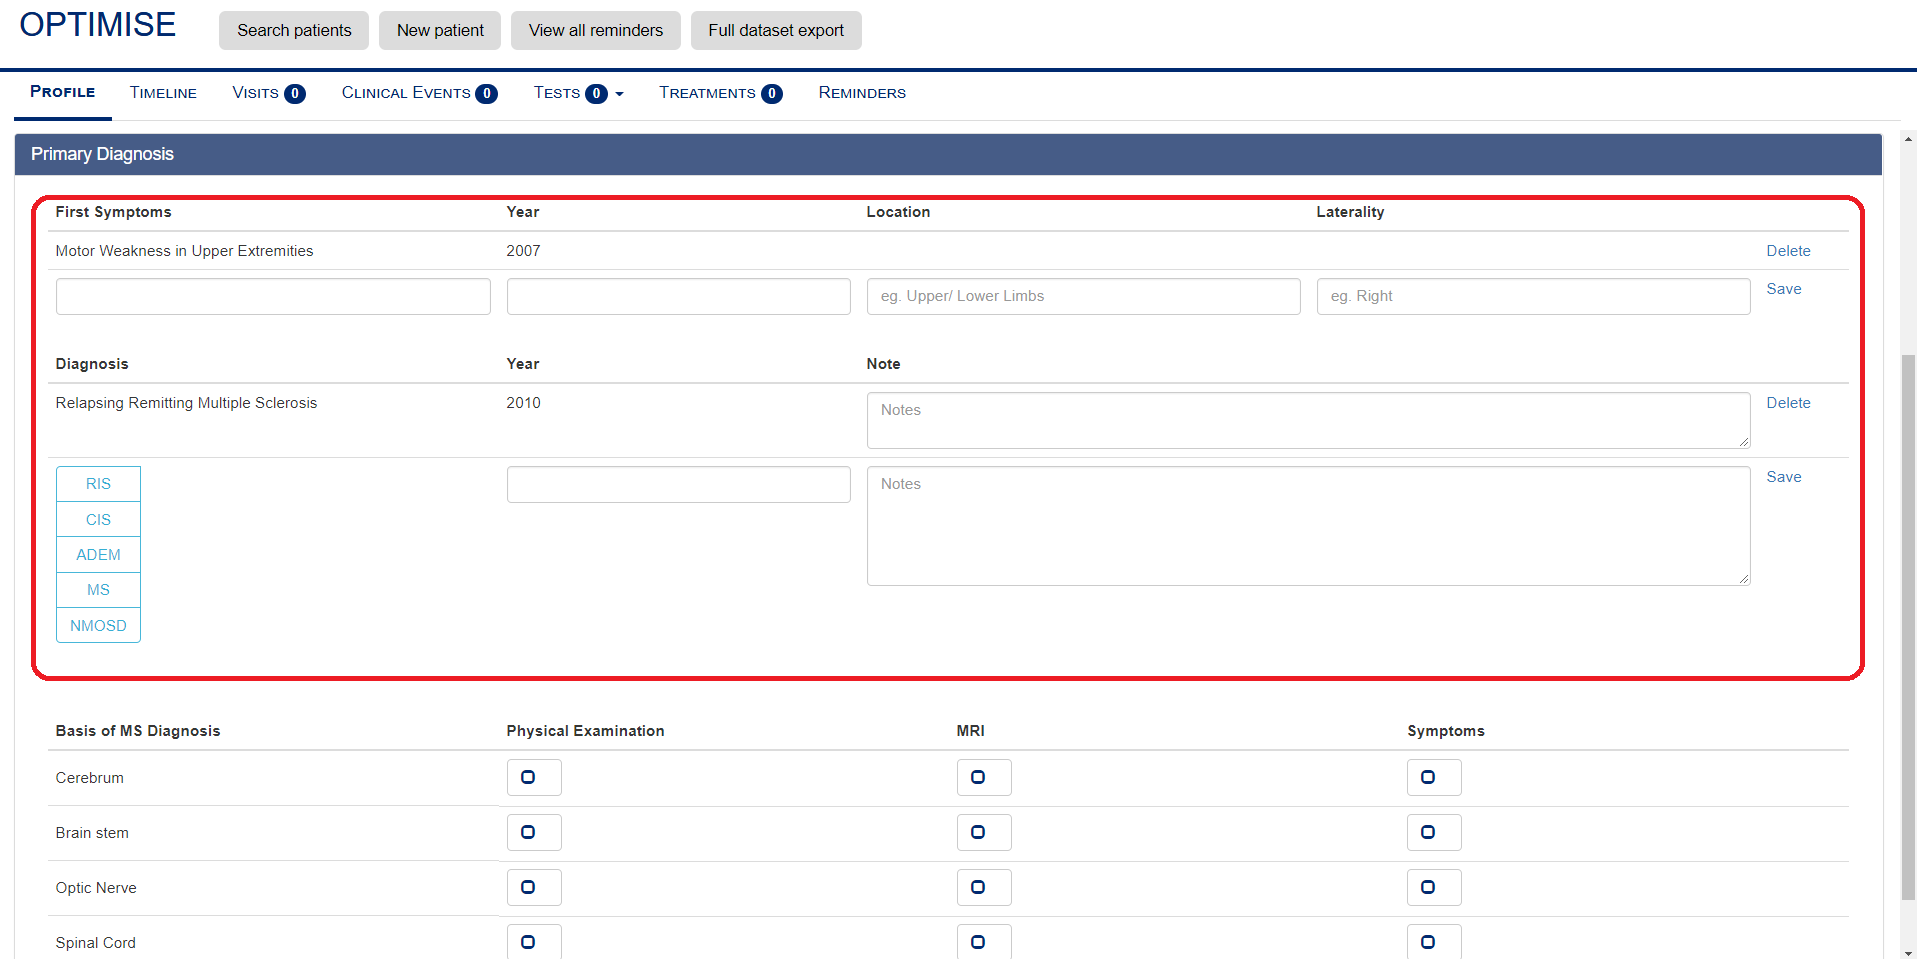 OPTIMISE Search patients New patient View all reminders Full dataset export
PROFILE TIMELINE VISITS 0 CLINICAL EVENTS 0 TESTS 0 TREATMENTS 0 REMINDERS
Primary Diagnosis
First Symptoms Year Location Laterality
Motor Weakness in Upper Extremities 2007 Delete
eg. Upper/ Lower Limbs eg. Right Save
Diagnosis Year Note
Relapsing Remitting Multiple Sclerosis 2010 Notes Delete
RIS Notes Save
CIS
ADEM
MS
NMOSD
Basis of MS Diagnosis Physical Examination MRI Symptoms
Cerebrum
Brain stem
Optic Nerve
Spinal Cord